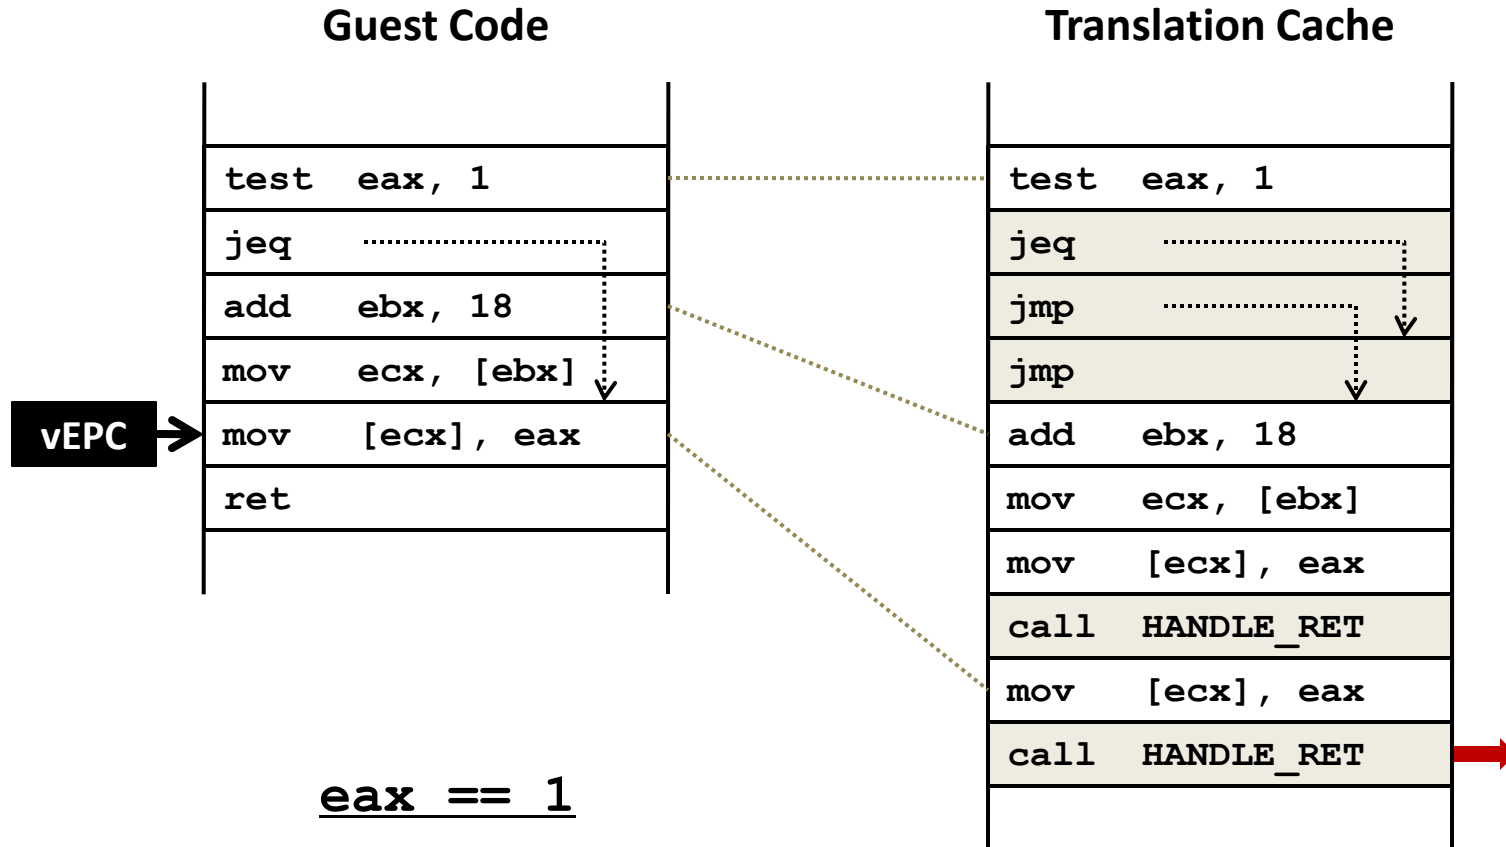 Guest Code
test eax, 1
jeq
add ebx, 18
mov ecx, [ebx]
vEPC
mov [ecx], eax
ret
eax == 1
Translation Cache
test eax, 1
jeq
jmp
jmp
add ebx, 18
mov ecx, [ebx]
mov [ecx], eax
call HANDLE_RET
mov [ecx], eax
call HANDLE_RET